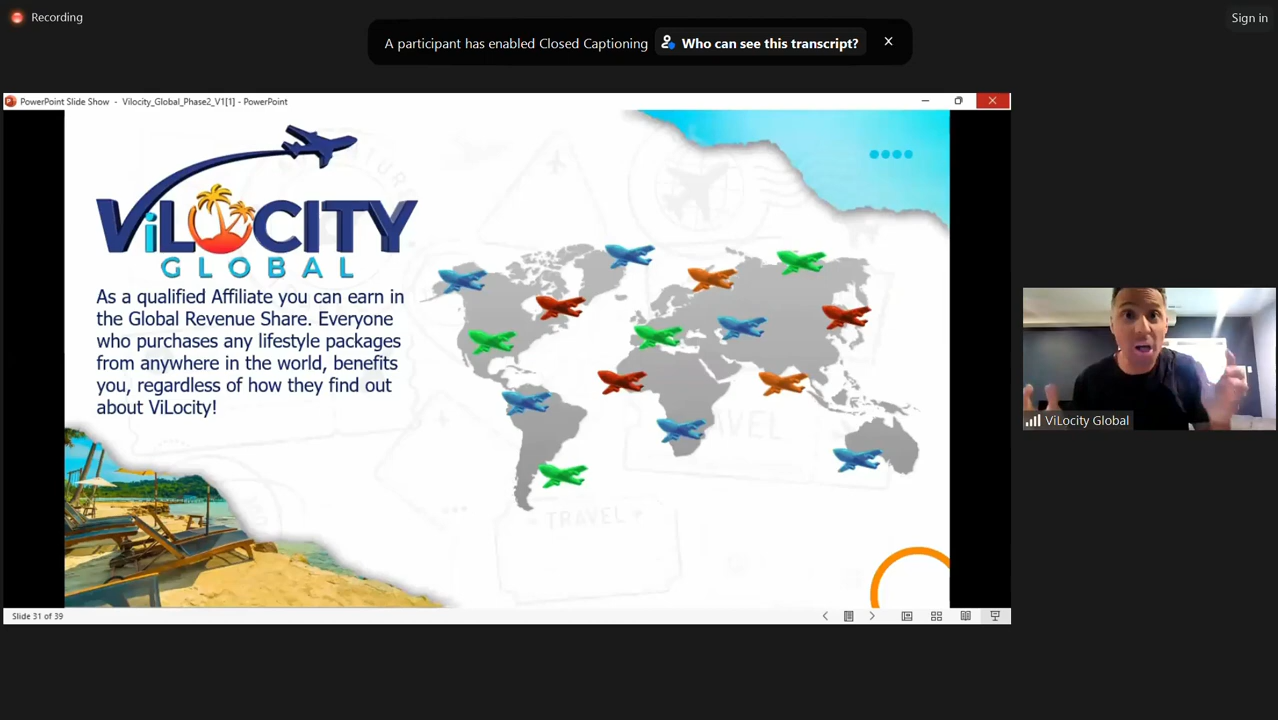 Recording
Sign in
A participant has enabled Closed Captioning
Who can see this transcript?
PowerPoint Slide Show - Vilocity_Global_Phase2_V1[1] - PowerPoint
ViLOCITY
GLOBAL
As a qualified Affiliate you can earn in
the Global Revenue Share. Everyone
who purchases any lifestyle packages
from anywhere in the world, benefits
you, regardless of how they find out
about ViLocity!
TRAVEL
TRAVEL
ViLocity Global
Slide 31 of 39